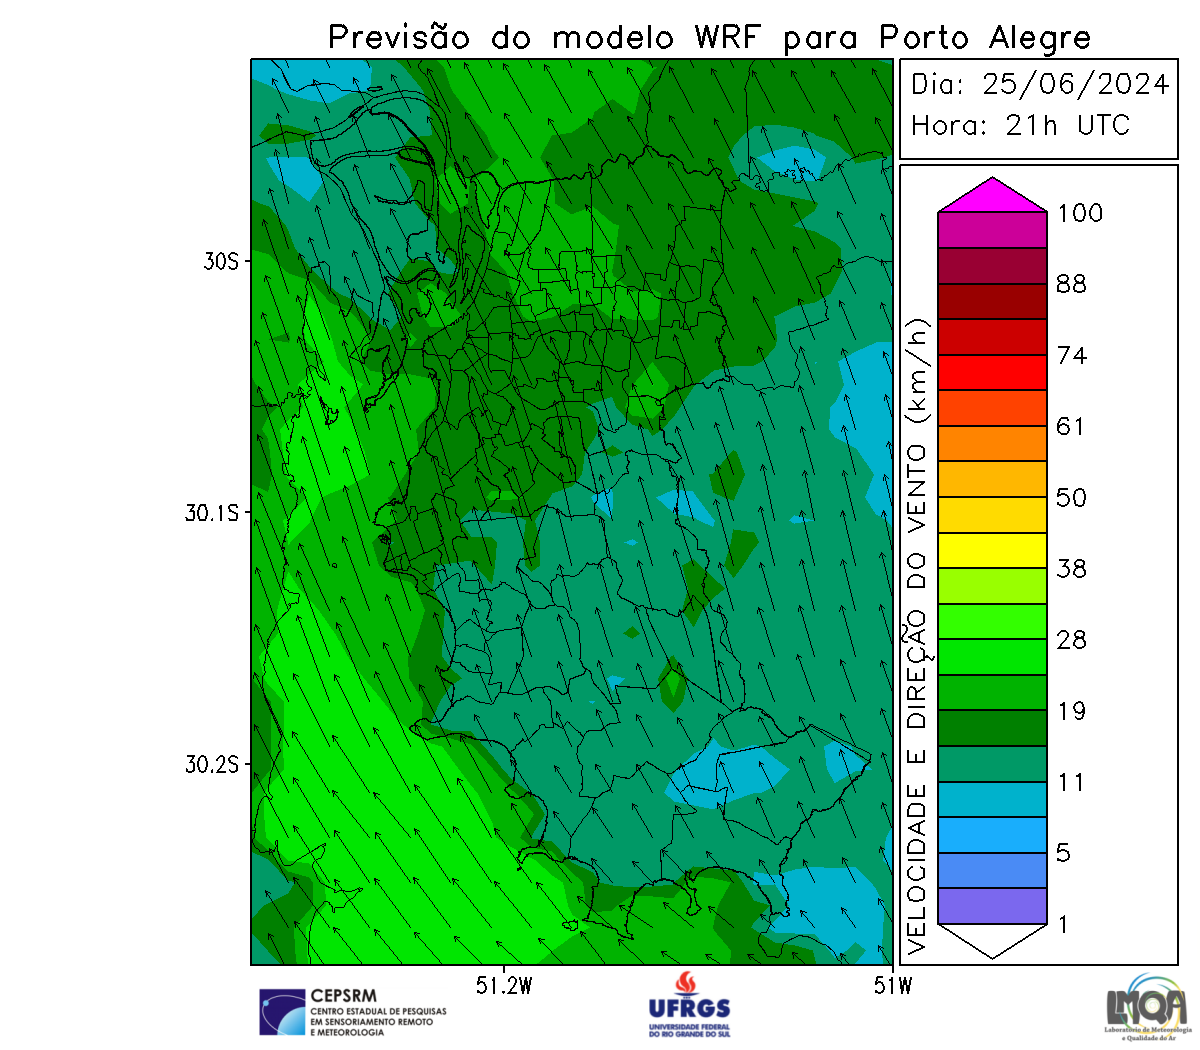 Previsão do modelo WRF para Porto Alegre
Dia: 25/06/2024
Hora: 21h UTC
100
88
74
61
50
38
28
19
11
5
1
VELOCIDADE E DIREÇÃO DO VENTO (km/h)
30S
30.1S
30.2S
51.2W
51W
CEPSRM
CENTRO ESTADUAL DE PESQUISAS
EM SENSORIAMENTO REMOTO
E METEOROLOGIA
UFRGS
UNIVERSIDADE FEDERAL
DO RIO GRANDE DO SUL
LMQA
Laboratório de Meteorologia
e Qualidade do Ar